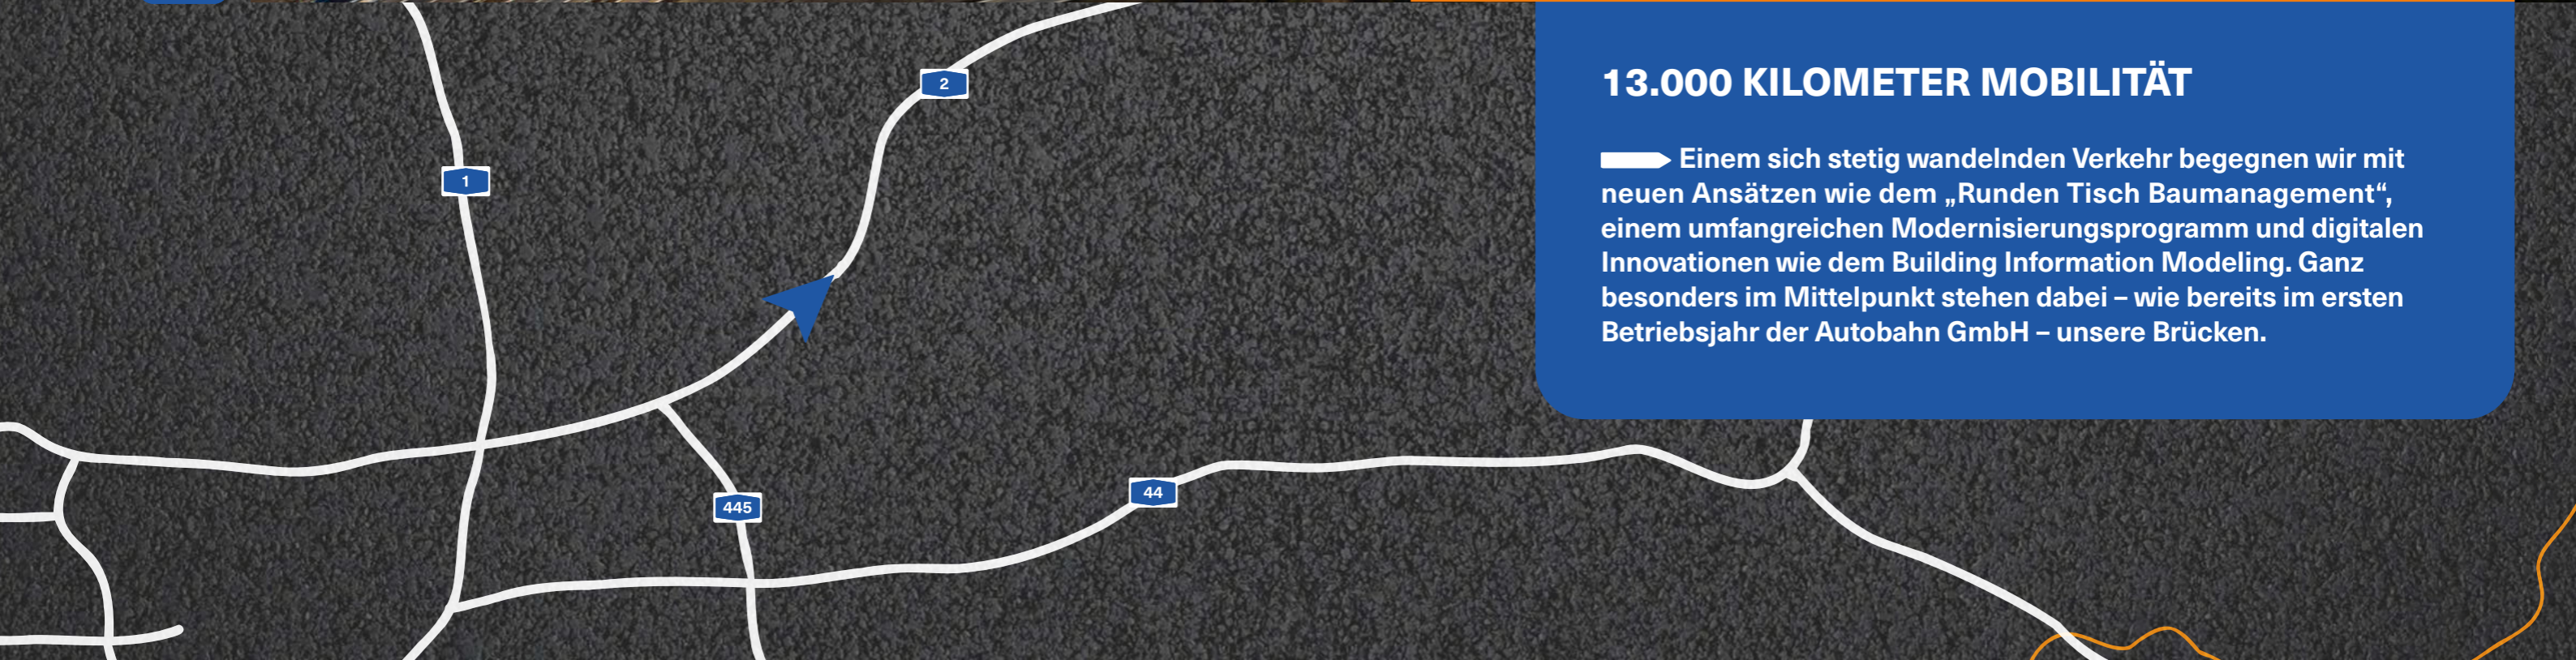 2
1
445
44
13.000 KILOMETER MOBILITÄT
Einem sich stetig wandelnden Verkehr begegnen wir mit
neuen Ansätzen wie dem „Runden Tisch Baumanagement“,
einem umfangreichen Modernisierungsprogramm und digitalen
Innovationen wie dem Building Information Modeling. Ganz
besonders im Mittelpunkt stehen dabei – wie bereits im ersten
Betriebsjahr der Autobahn GmbH – unsere Brücken.